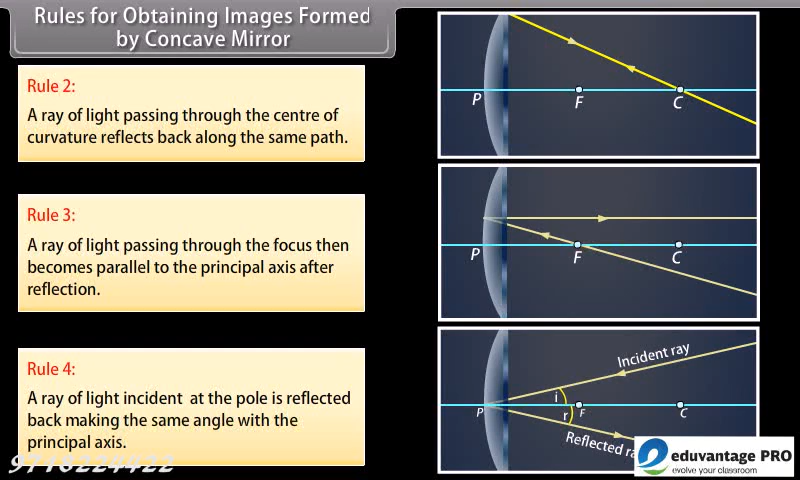 Rules for Obtaining Images Formed
by Concave Mirror
Rule 2:
A ray of light passing through the centre of
curvature reflects back along the same path.
P
F
C
Rule 3:
A ray of light passing through the focus then
becomes parallel to the principal axis after
reflection.
P
F
C
Rule 4:
A ray of light incident at the pole is reflected
back making the same angle with the
principal axis.
Incident ray
i
P
F
C
r
Reflected ra
9716224422
eduvantage PRO
evolve your classroom